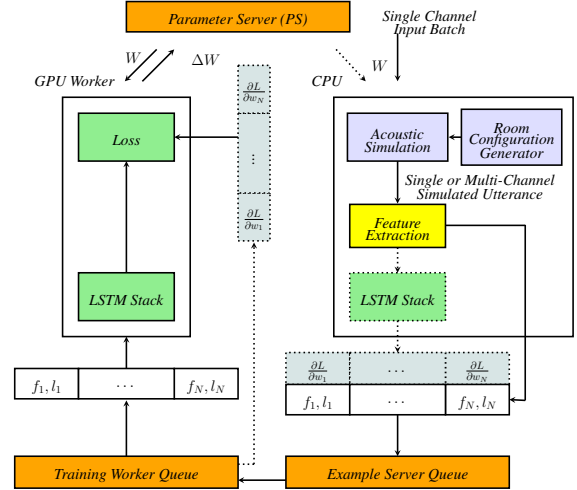 Parameter Server (PS)
Single Channel
Input Batch
W
ΔW
W
GPU Worker
CPU
∂L/∂w_N
⋮
∂L/∂w_1
Loss
LSTM Stack
Acoustic
Simulation
Room
Configuration
Generator
Single or Multi-Channel
Simulated Utterance
Feature
Extraction
LSTM Stack
∂L/∂w_1 ... ∂L/∂w_N
f_1, l_1 ... f_N, l_N
f_1, l_1 ... f_N, l_N
Training Worker Queue
Example Server Queue